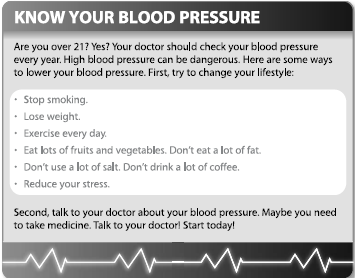 KNOW YOUR BLOOD PRESSURE
Are you over 21? Yes? Your doctor should check your blood pressure
every year. High blood pressure can be dangerous. Here are some ways
to lower your blood pressure. First, try to change your lifestyle:
• Stop smoking.
• Lose weight.
• Exercise every day.
• Eat lots of fruits and vegetables. Don't eat a lot of fat.
• Don't use a lot of salt. Don't drink a lot of coffee.
• Reduce your stress.
Second, talk to your doctor about your blood pressure. Maybe you need
to take medicine. Talk to your doctor! Start today!